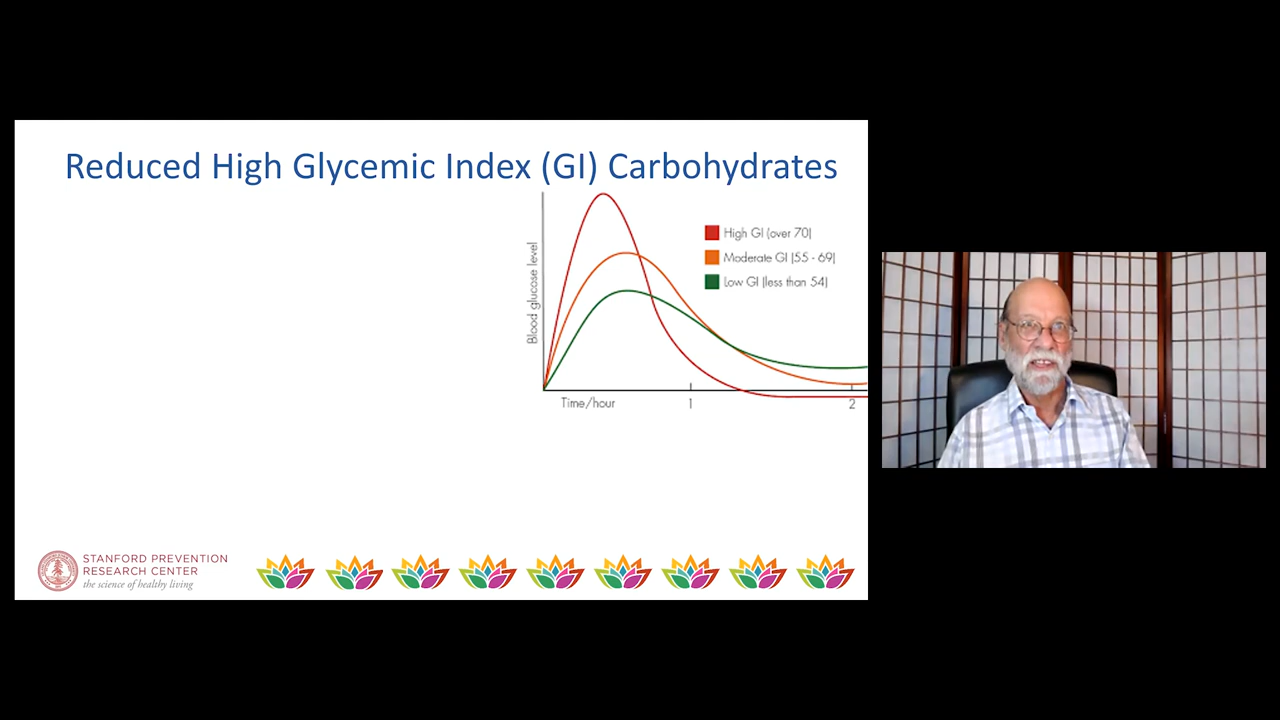 Reduced High Glycemic Index (GI) Carbohydrates
High GI (over 70)
Moderate GI (55 - 69)
Low GI (less than 54)
Blood glucose level
Time/hour
1
2
STANFORD PREVENTION
RESEARCH CENTER
the science of healthy living